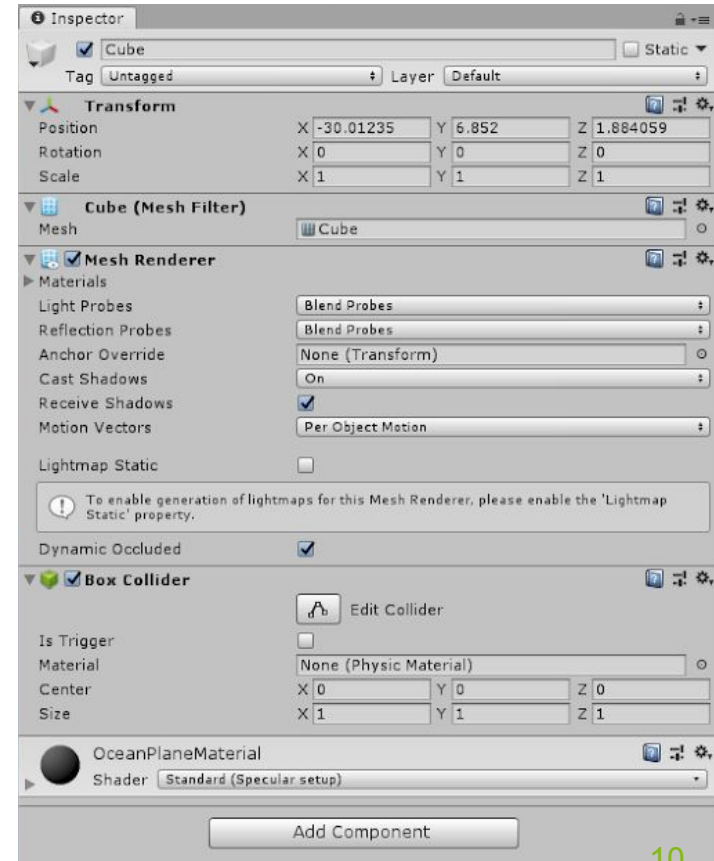 Inspector
Cube Static
Tag Untagged Layer Default
Transform
Position X -30.01235 Y 6.852 Z 1.884059
Rotation X 0 Y 0 Z 0
Scale X 1 Y 1 Z 1
Cube (Mesh Filter)
Mesh Cube
Mesh Renderer
Materials
Light Probes Blend Probes
Reflection Probes Blend Probes
Anchor Override None (Transform)
Cast Shadows On
Receive Shadows
Motion Vectors Per Object Motion
Lightmap Static
To enable generation of lightmaps for this Mesh Renderer, please enable the 'Lightmap
Static' property.
Dynamic Occluded
Box Collider
Edit Collider
Is Trigger
Material None (Physic Material)
Center X 0 Y 0 Z 0
Size X 1 Y 1 Z 1
OceanPlaneMaterial
Shader Standard (Specular setup)
Add Component
10